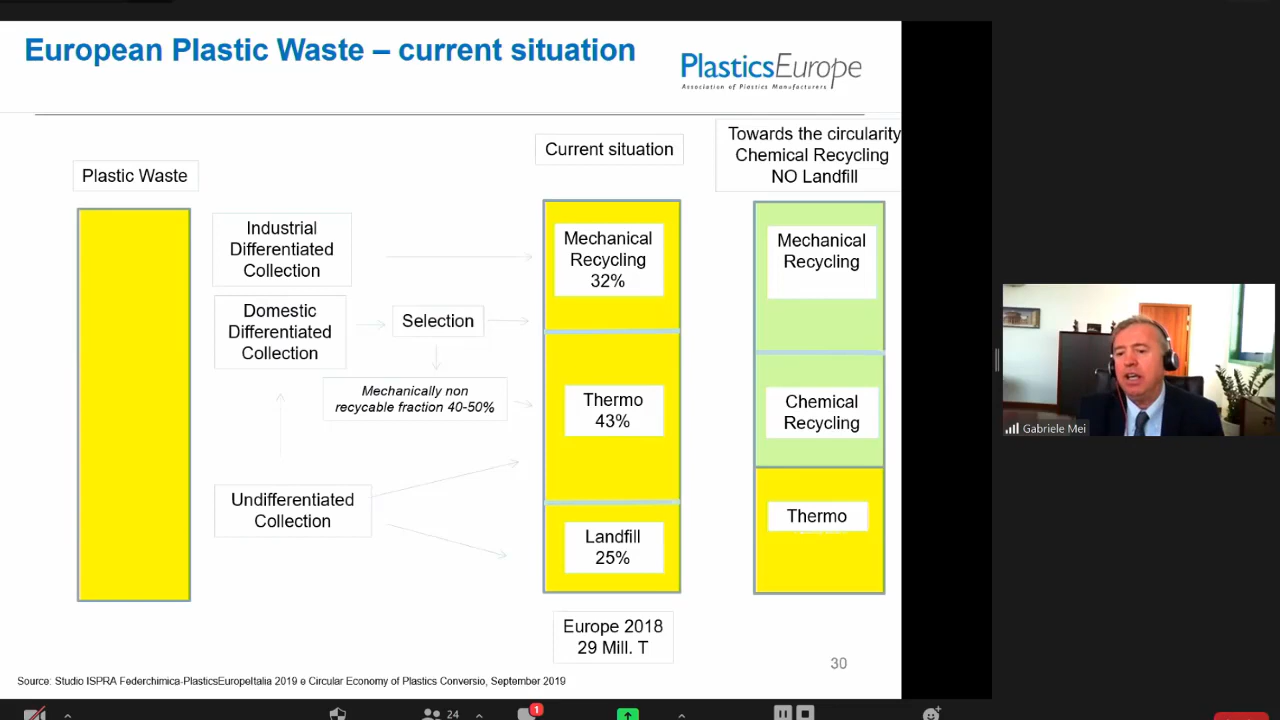 European Plastic Waste – current situation
PlasticsEurope
Association of Plastics Manufacturers
Plastic Waste
Current situation
Towards the circularity
Chemical Recycling
NO Landfill
Industrial
Differentiated
Collection
Domestic
Differentiated
Collection
Selection
Mechanically non
recycable fraction 40-50%
Undifferentiated
Collection
Mechanical
Recycling
32%
Thermo
43%
Landfill
25%
Mechanical
Recycling
Chemical
Recycling
Thermo
Europe 2018
29 Mill. T
30
Source: Studio ISPRA Federchimica-PlasticsEuropeItalia 2019 e Circular Economy of Plastics Conversio, September 2019
Gabriele Mei
24
1